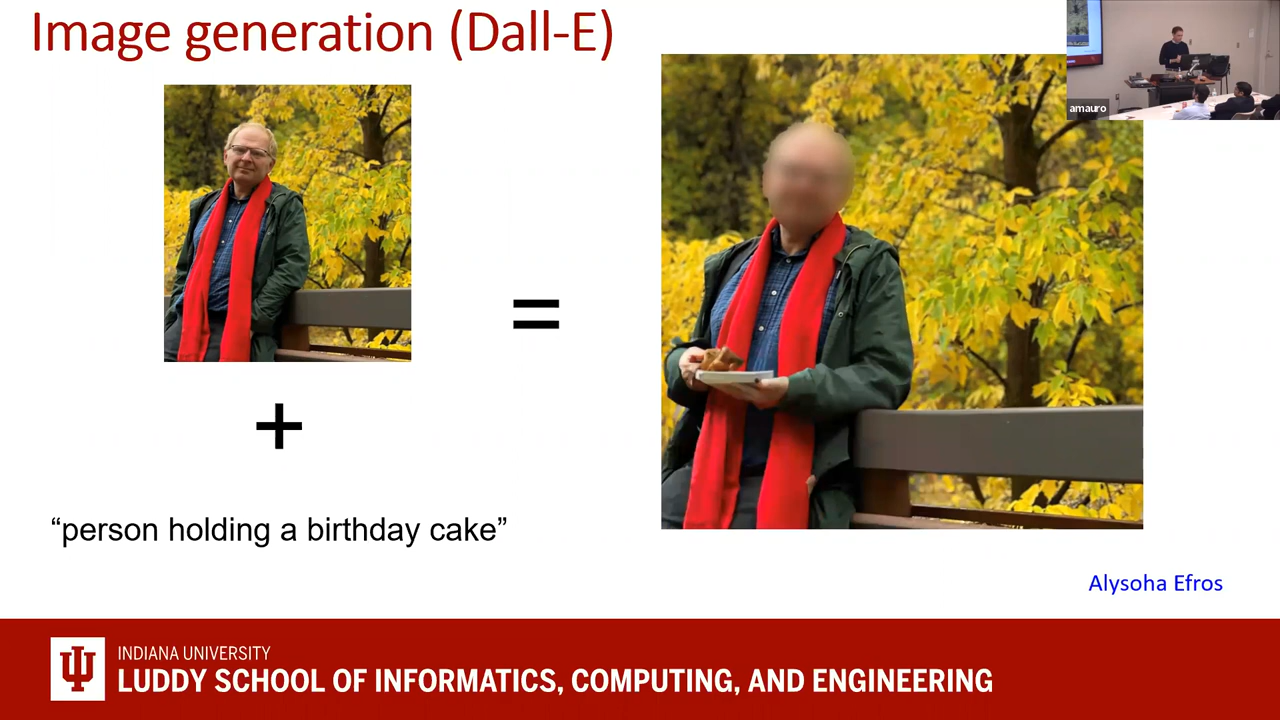 Image generation (Dall-E)
amauro
=
+
“person holding a birthday cake”
Alysoha Efros
INDIANA UNIVERSITY
LUDDY SCHOOL OF INFORMATICS, COMPUTING, AND ENGINEERING